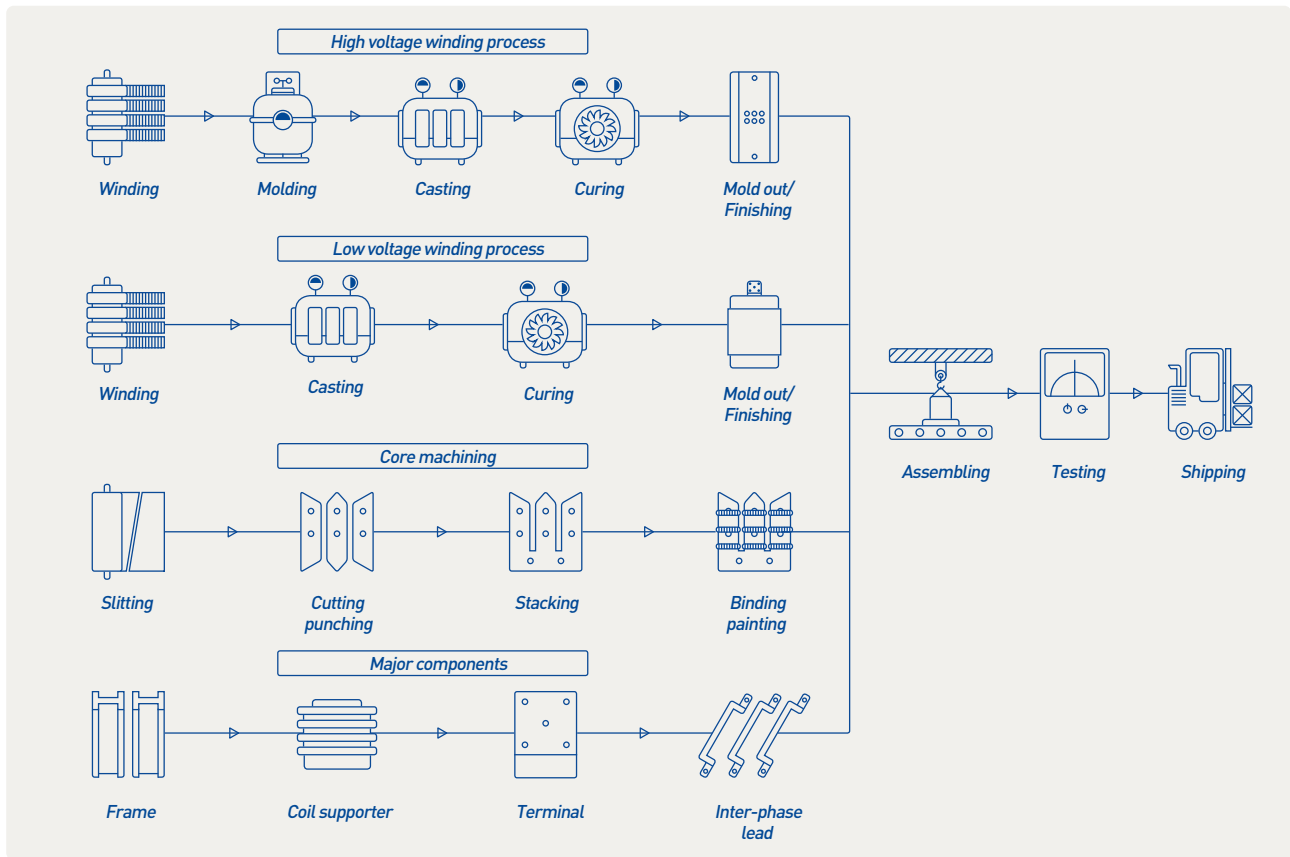 High voltage winding process
Winding
Molding
Casting
Curing
Mold out/
Finishing
Low voltage winding process
Winding
Casting
Curing
Mold out/
Finishing
Assembling
Testing
Shipping
Core machining
Slitting
Cutting
punching
Stacking
Binding
painting
Major components
Frame
Coil supporter
Terminal
Inter-phase
lead